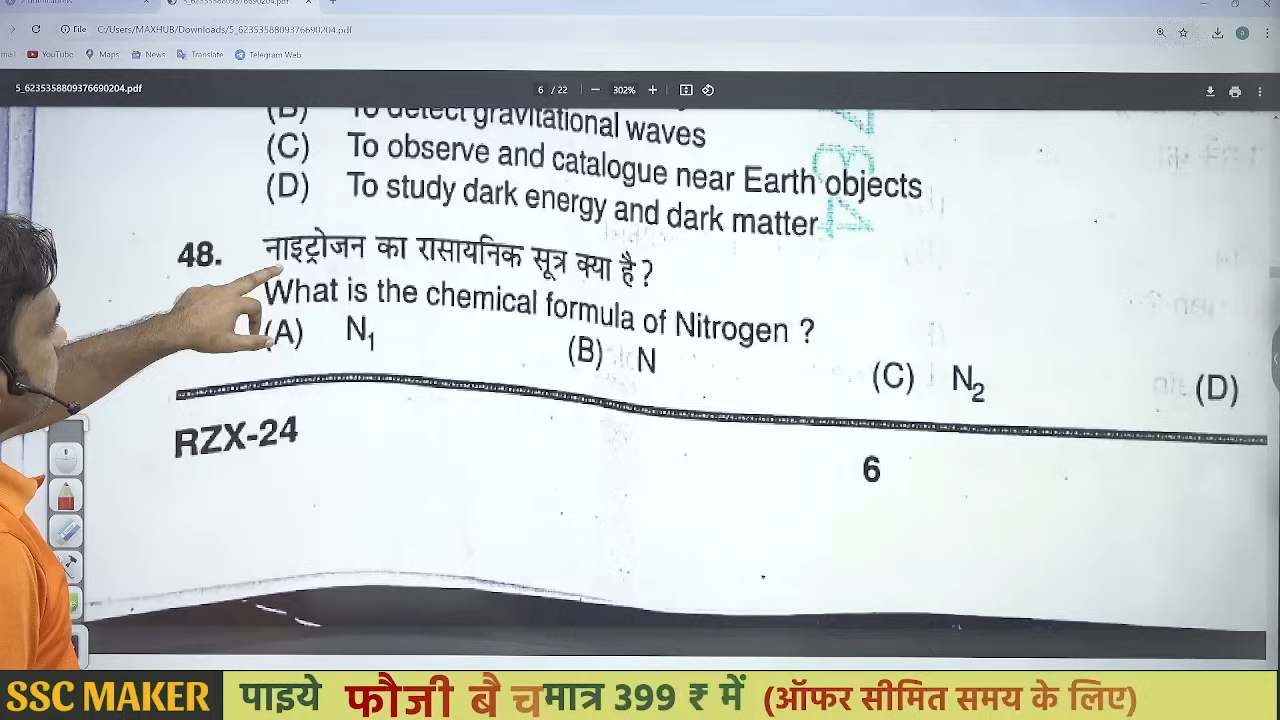 5_6235358809376690204.pdf
File C:/Users/MAXHUB/Downloads/5_6235358809376690204.pdf
YouTube Maps News Translate Telegram Web
5_6235358809376690204.pdf 6 / 22 302%
(B) To detect gravitational waves
(C) To observe and catalogue near Earth objects
(D) To study dark energy and dark matter
48. नाइट्रोजन का रासायनिक सूत्र क्या है ?
What is the chemical formula of Nitrogen ?
(A) N₁ (B) N (C) N₂ (D)
RZX-24
6
SSC MAKER पाइये फौजी बैच मात्र 399 ₹ में (ऑफर सीमित समय के लिए)